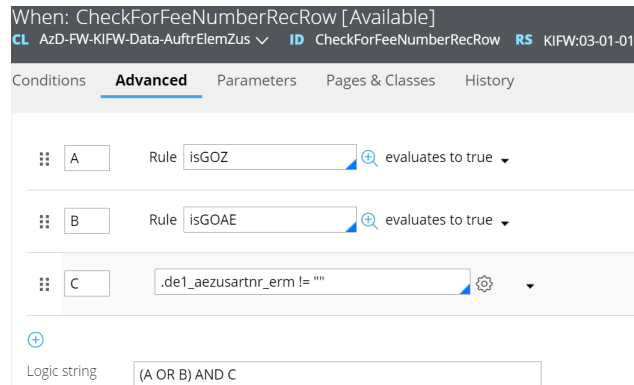 When: CheckForFeeNumberRecRow [Available]
CL AzD-FW-KIFW-Data-AuftrElemZus ID CheckForFeeNumberRecRow RS KIFW:03-01-01
Conditions Advanced Parameters Pages & Classes History
A Rule isGOZ evaluates to true
B Rule isGOAE evaluates to true
C .de1_aezusartnr_erm != ""
Logic string (A OR B) AND C